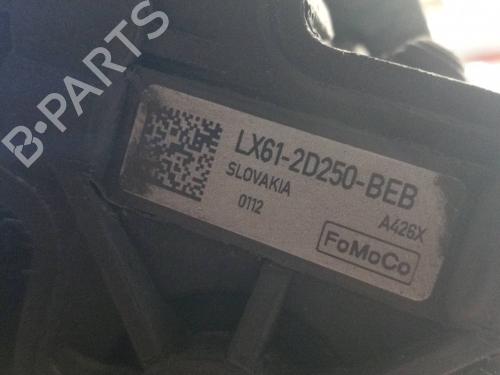 B-PARTS
LX61-2D250-BEB
SLOVAKIA
0112
A426X
FoMoCo